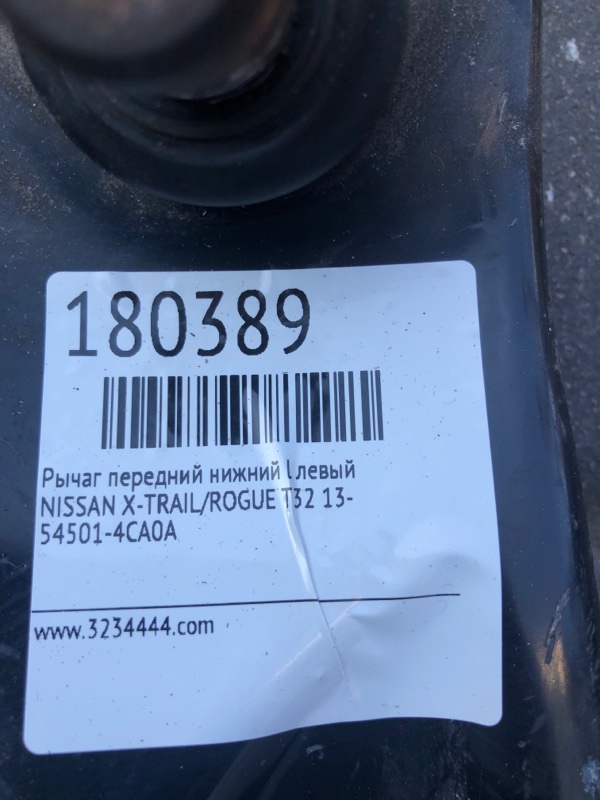 180389
Рычаг передний нижний l левый
NISSAN X-TRAIL/ROGUE T32 13-
54501-4CA0A
www.3234444.com